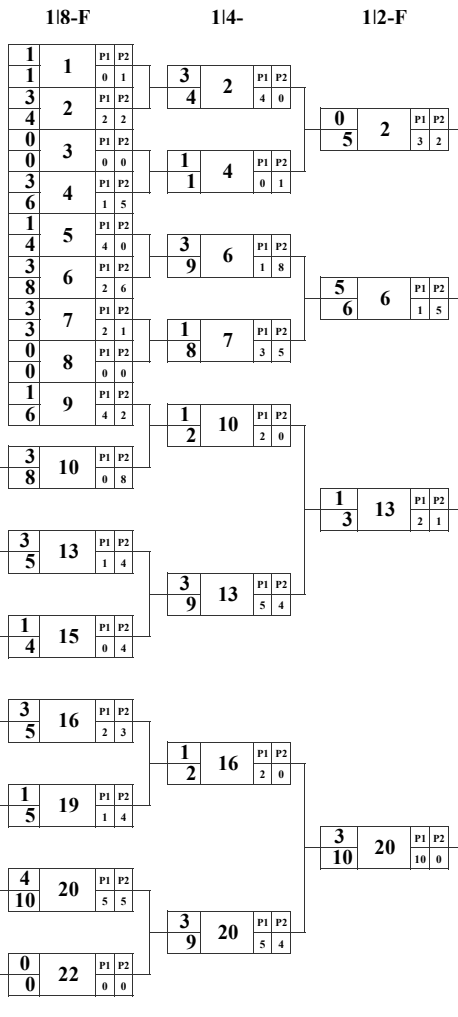 1|8-F 1|4- 1|2-F
1 1 P1 P2
1 0 1
3 2 P1 P2
4 2 2
0 3 P1 P2
0 0 0
3 4 P1 P2
6 1 5
1 5 P1 P2
4 4 0
3 6 P1 P2
8 2 6
3 7 P1 P2
3 2 1
0 8 P1 P2
0 0 0
1 9 P1 P2
6 4 2
3 10 P1 P2
8 0 8
3 13 P1 P2
5 1 4
1 15 P1 P2
4 0 4
3 16 P1 P2
5 2 3
1 19 P1 P2
5 1 4
4 20 P1 P2
10 5 5
0 22 P1 P2
0 0 0
3 2 P1 P2
4 4 0
1 4 P1 P2
1 0 1
3 6 P1 P2
9 1 8
1 7 P1 P2
8 3 5
1 10 P1 P2
2 2 0
3 13 P1 P2
9 5 4
1 16 P1 P2
2 2 0
3 20 P1 P2
9 5 4
0 2 P1 P2
5 3 2
5 6 P1 P2
6 1 5
1 13 P1 P2
3 2 1
3 20 P1 P2
10 10 0